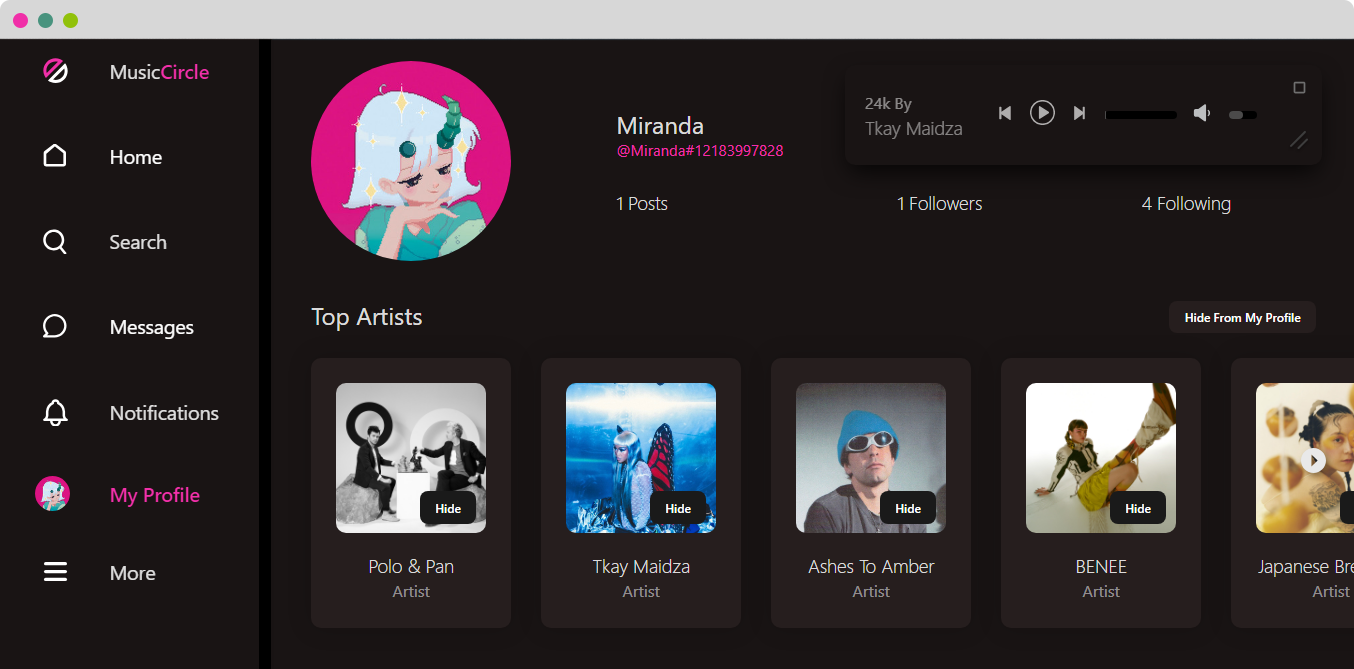 MusicCircle
Home
Search
Messages
Notifications
My Profile
More
Miranda
@Miranda#12183997828
1 Posts
1 Followers
4 Following
24k By
Tkay Maidza
Top Artists
Hide From My Profile
Hide
Hide
Hide
Hide
Polo & Pan
Artist
Tkay Maidza
Artist
Ashes To Amber
Artist
BENEE
Artist
Japanese Bre
Artist